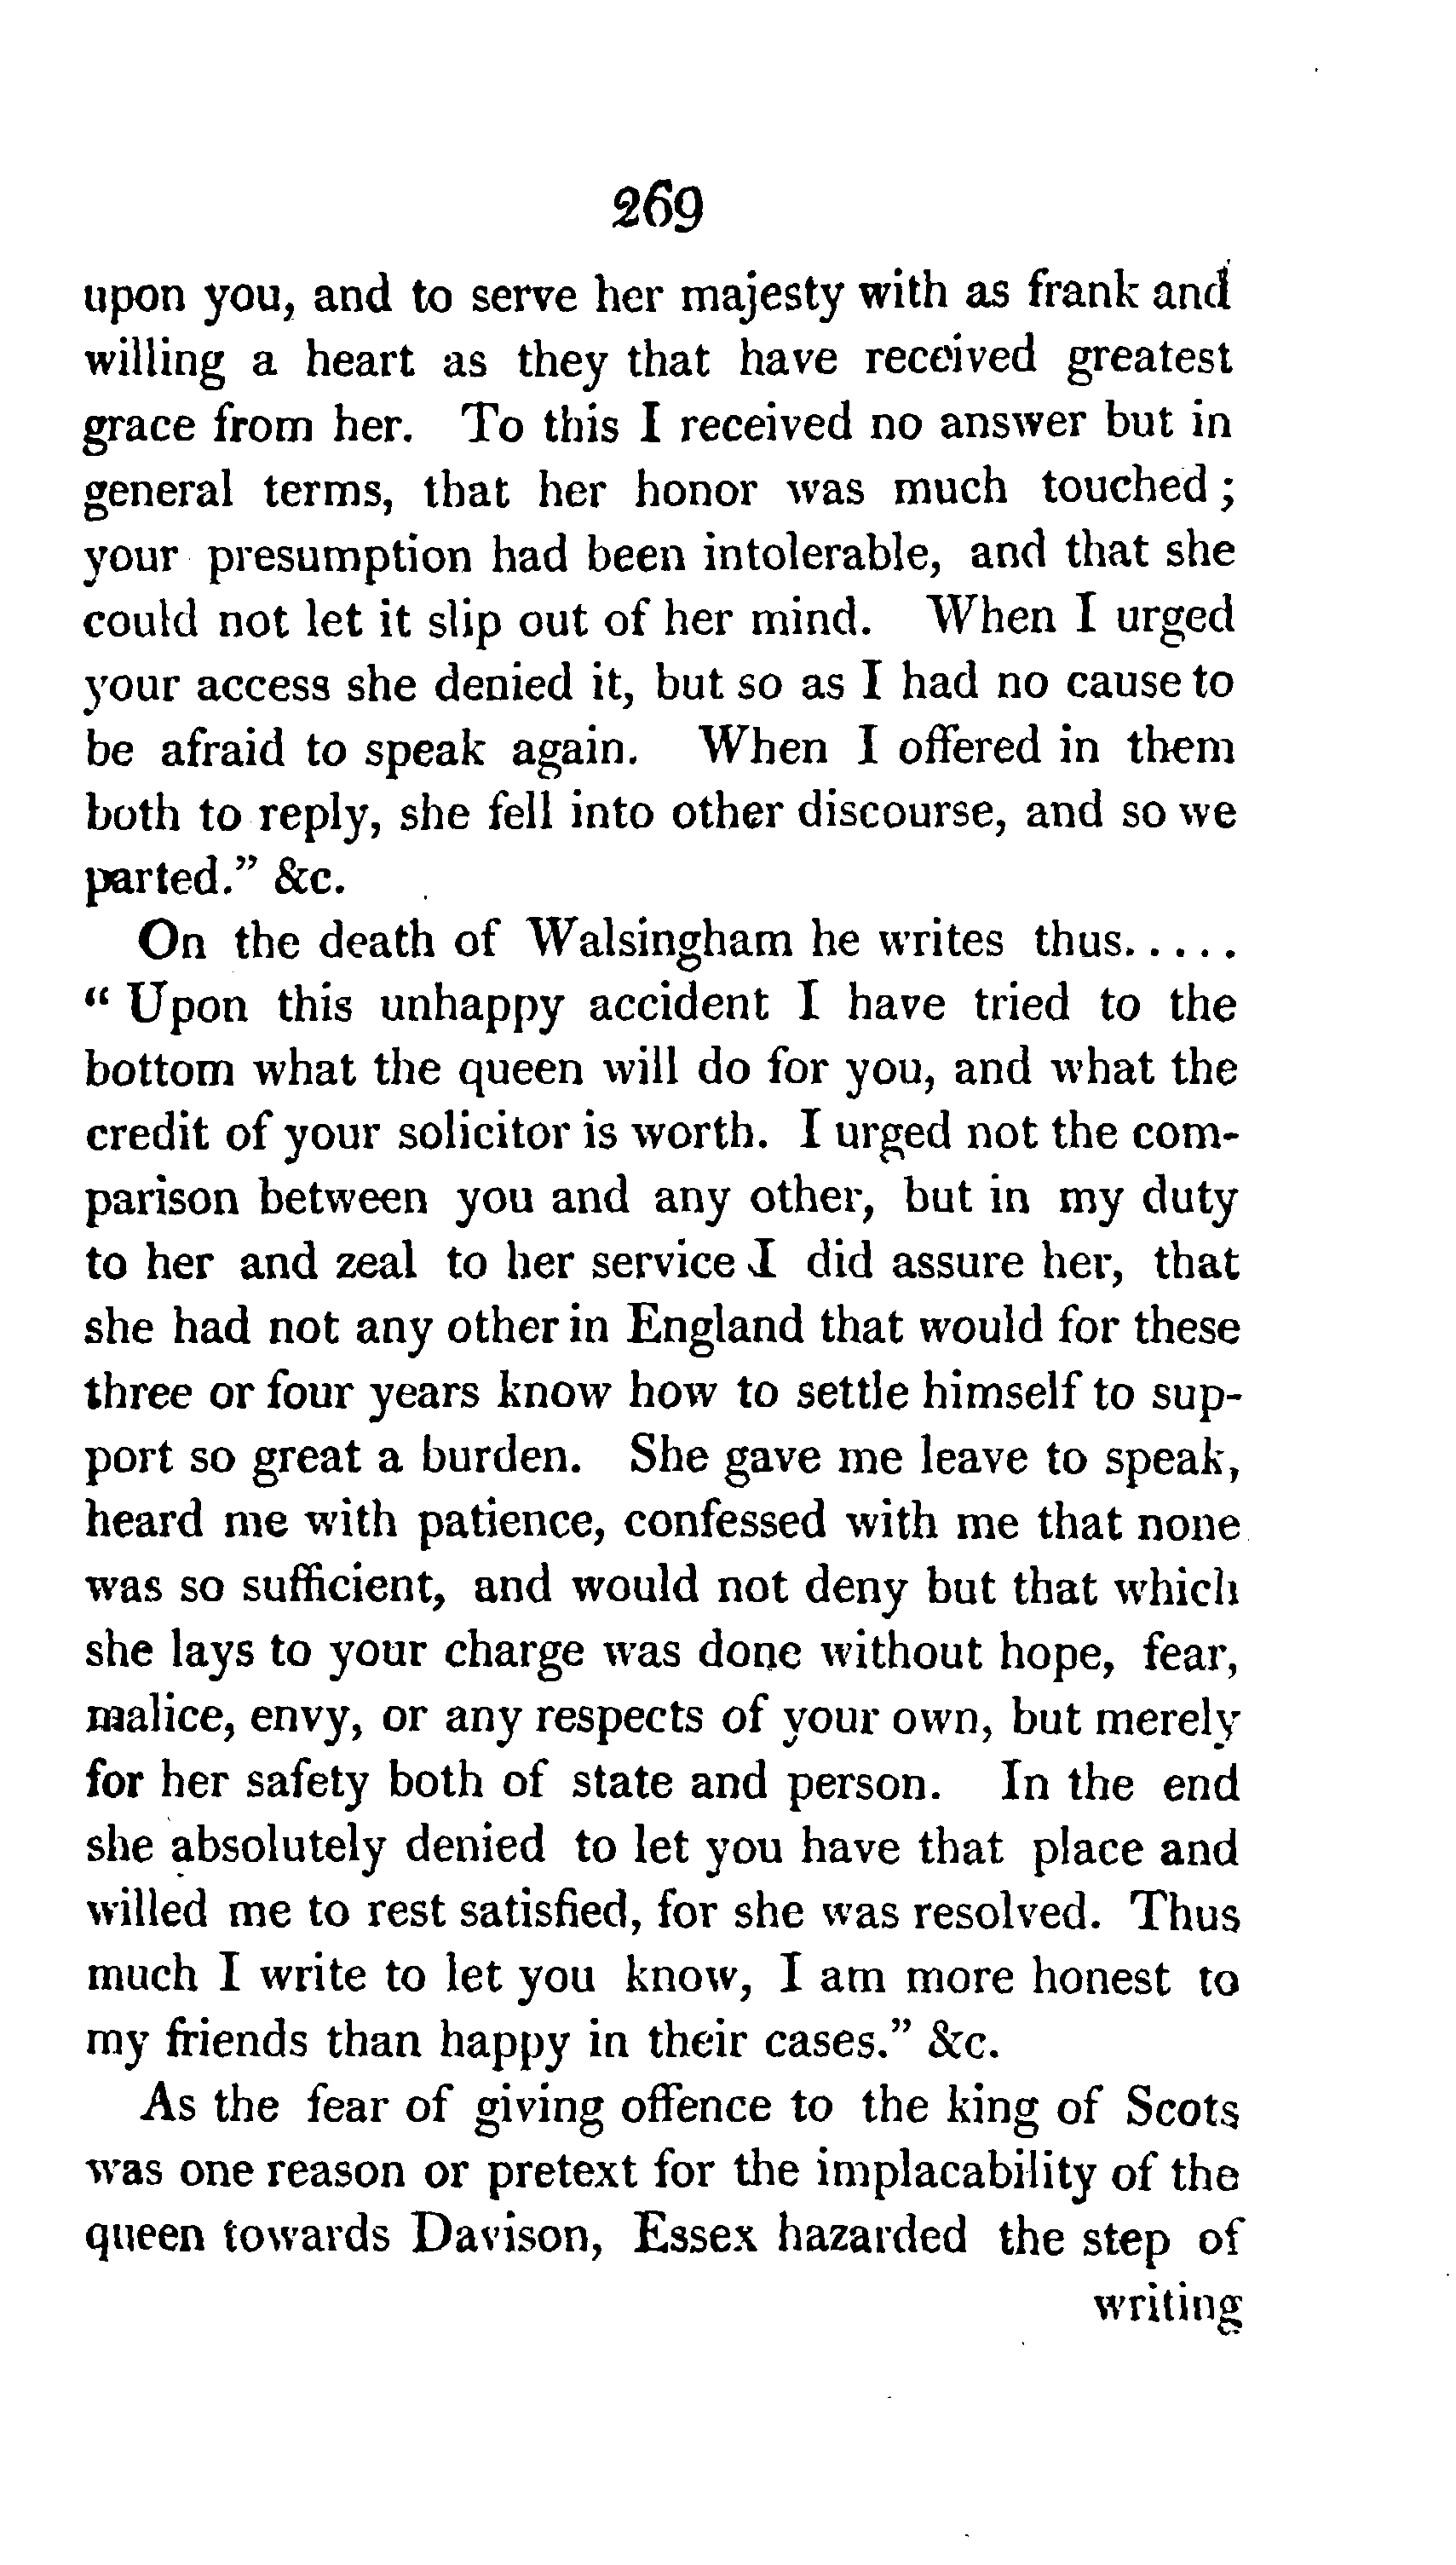 269
upon you, and to serve her majesty with as frank and
willing a heart as they that have received greatest
grace from her. To this I received no answer but in
general terms, that her honor was much touched;
your presumption had been intolerable, and that she
could not let it slip out of her mind. When I urged
your access she denied it, but so as I had no cause to
be afraid to speak again. When I offered in them
both to reply, she fell into other discourse, and so we
parted." &c.
On the death of Walsingham he writes thus.....
"Upon this unhappy accident I have tried to the
bottom what the queen will do for you, and what the
credit of your solicitor is worth. I urged not the com-
parison between you and any other, but in my duty
to her and zeal to her service I did assure her, that
she had not any other in England that would for these
three or four years know how to settle himself to sup-
port so great a burden. She gave me leave to speak,
heard me with patience, confessed with me that none
was so sufficient, and would not deny but that which
she lays to your charge was done without hope, fear,
malice, envy, or any respects of your own, but merely
for her safety both of state and person. In the end
she absolutely denied to let you have that place and
willed me to rest satisfied, for she was resolved. Thus
much I write to let you know, I am more honest to
my friends than happy in their cases." &c.
As the fear of giving offence to the king of Scots
was one reason or pretext for the implacability of the
queen towards Davison, Essex hazarded the step of
writing